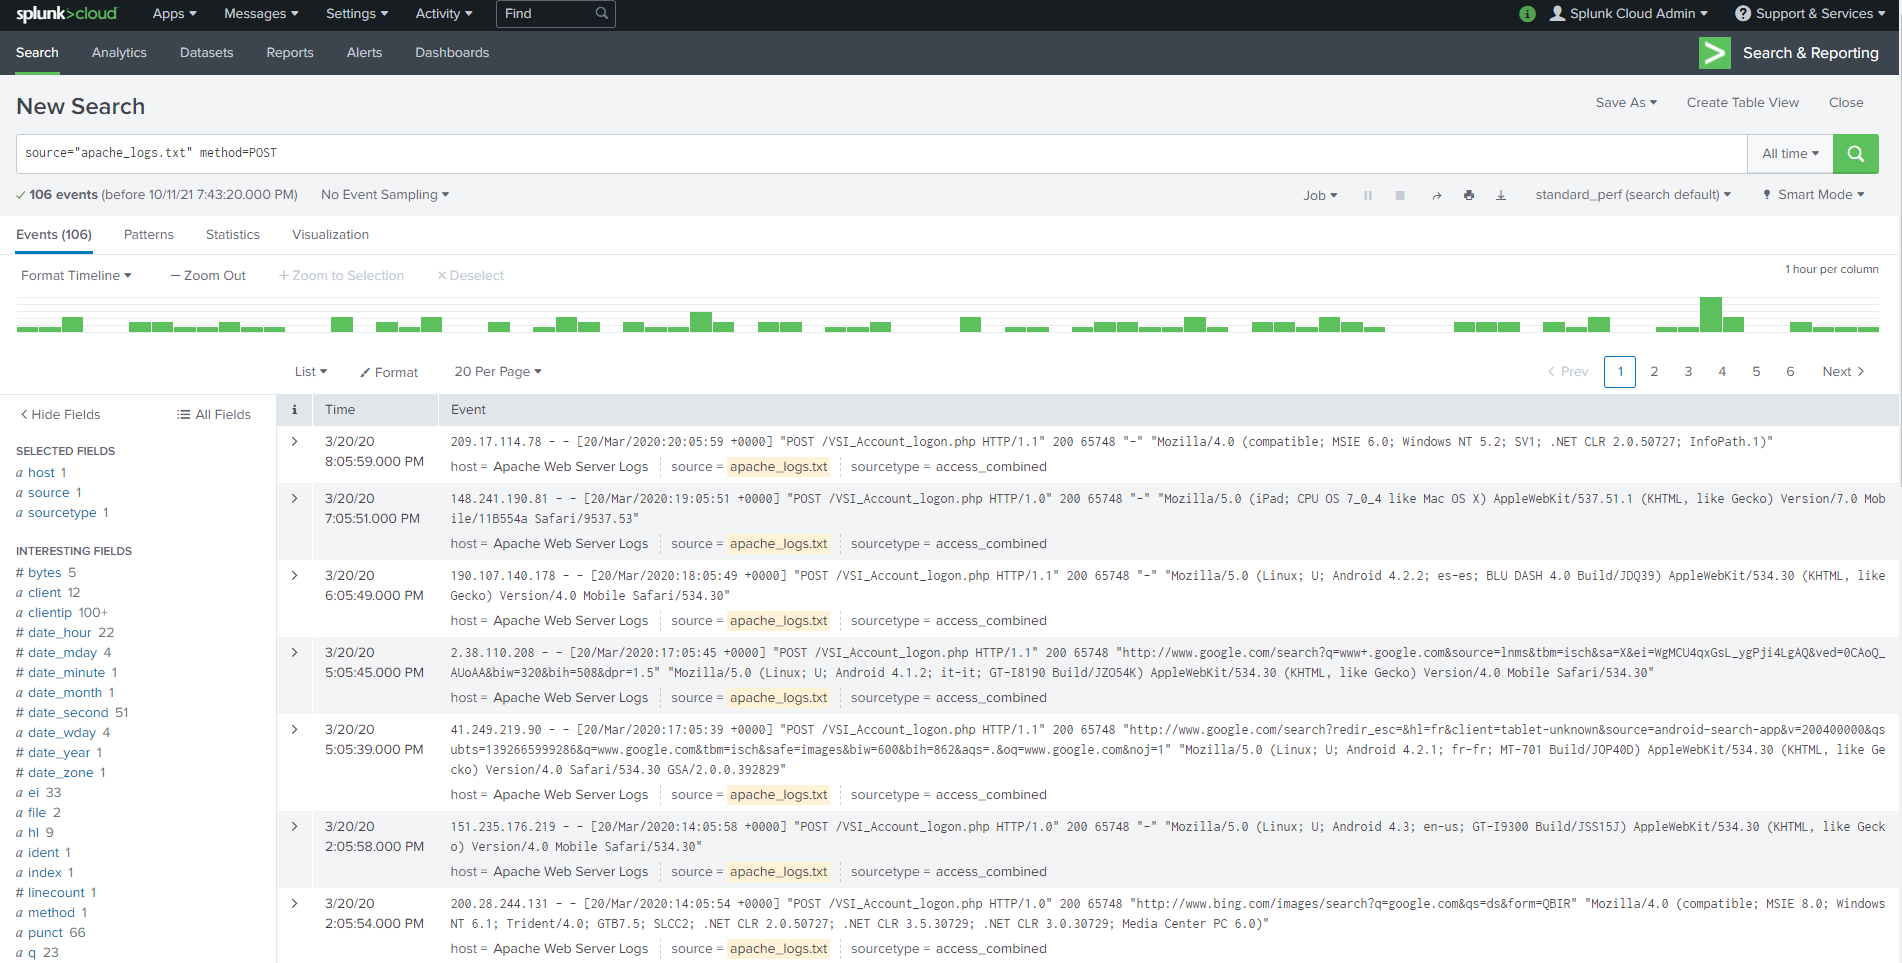 splunk>cloud Apps Messages Settings Activity Find Splunk Cloud Admin Support & Services
Search Analytics Datasets Reports Alerts Dashboards Search & Reporting
New Search Save As Create Table View Close
source="apache_logs.txt" method=POST All time
106 events (before 10/11/21 7:43:20.000 PM) No Event Sampling Job standard_perf (search default) Smart Mode
Events (106) Patterns Statistics Visualization
Format Timeline — Zoom Out + Zoom to Selection × Deselect 1 hour per column
List Format 20 Per Page < Prev 1 2 3 4 5 6 Next >
< Hide Fields All Fields
SELECTED FIELDS
a host 1
a source 1
a sourcetype 1
INTERESTING FIELDS
# bytes 5
a client 12
a clientip 100+
# date_hour 22
# date_mday 4
# date_minute 1
a date_month 1
# date_second 51
a date_wday 4
# date_year 1
# date_zone 1
a ei 33
a file 2
a hl 9
a ident 1
a index 1
# linecount 1
a method 1
a punct 66
a q 23
i Time Event
3/20/20 209.17.114.78 - - [20/Mar/2020:20:05:59 +0000] "POST /VSI_Account_logon.php HTTP/1.1" 200 65748 "-" "Mozilla/4.0 (compatible; MSIE 6.0; Windows NT 5.2; SV1; .NET CLR 2.0.50727; InfoPath.1)"
8:05:59.000 PM host = Apache Web Server Logs source = apache_logs.txt sourcetype = access_combined
3/20/20 148.241.190.81 - - [20/Mar/2020:19:05:51 +0000] "POST /VSI_Account_logon.php HTTP/1.0" 200 65748 "-" "Mozilla/5.0 (iPad; CPU OS 7_0_4 like Mac OS X) AppleWebKit/537.51.1 (KHTML, like Gecko) Version/7.0 Mob
7:05:51.000 PM ile/11B554a Safari/9537.53"
host = Apache Web Server Logs source = apache_logs.txt sourcetype = access_combined
3/20/20 190.107.140.178 - - [20/Mar/2020:18:05:49 +0000] "POST /VSI_Account_logon.php HTTP/1.1" 200 65748 "-" "Mozilla/5.0 (Linux; U; Android 4.2.2; es-es; BLU DASH 4.0 Build/JDQ39) AppleWebKit/534.30 (KHTML, like
6:05:49.000 PM Gecko) Version/4.0 Mobile Safari/534.30"
host = Apache Web Server Logs source = apache_logs.txt sourcetype = access_combined
3/20/20 2.38.110.208 - - [20/Mar/2020:17:05:45 +0000] "POST /VSI_Account_logon.php HTTP/1.1" 200 65748 "http://www.google.com/search?q=www+.google.com&source=lnms&tbm=isch&sa=X&ei=WgMCU4qxGsL_ygPji4LgAQ&ved=0CAoQ_
5:05:45.000 PM AUoAA&biw=320&bih=508&dpr=1.5" "Mozilla/5.0 (Linux; U; Android 4.1.2; it-it; GT-I8190 Build/JZO54K) AppleWebKit/534.30 (KHTML, like Gecko) Version/4.0 Mobile Safari/534.30"
host = Apache Web Server Logs source = apache_logs.txt sourcetype = access_combined
3/20/20 41.249.219.90 - - [20/Mar/2020:17:05:39 +0000] "POST /VSI_Account_logon.php HTTP/1.1" 200 65748 "http://www.google.com/search?redir_esc=&hl=fr&client=tablet-unknown&source=android-search-app&v=200400000&qs
5:05:39.000 PM ubts=1392665999286&q=www.google.com&tbm=isch&safe=images&biw=600&bih=862&aqs=.&oq=www.google.com&noj=1" "Mozilla/5.0 (Linux; U; Android 4.2.1; fr-fr; MT-701 Build/JOP40D) AppleWebKit/534.30 (KHTML, like Ge
cko) Version/4.0 Safari/534.30 GSA/2.0.0.392829"
host = Apache Web Server Logs source = apache_logs.txt sourcetype = access_combined
3/20/20 151.235.176.219 - - [20/Mar/2020:14:05:58 +0000] "POST /VSI_Account_logon.php HTTP/1.0" 200 65748 "-" "Mozilla/5.0 (Linux; U; Android 4.3; en-us; GT-I9300 Build/JSS15J) AppleWebKit/534.30 (KHTML, like Geck
2:05:58.000 PM o) Version/4.0 Mobile Safari/534.30"
host = Apache Web Server Logs source = apache_logs.txt sourcetype = access_combined
3/20/20 200.28.244.131 - - [20/Mar/2020:14:05:54 +0000] "POST /VSI_Account_logon.php HTTP/1.0" 200 65748 "http://www.bing.com/images/search?q=google.com&qs=ds&form=QBIR" "Mozilla/4.0 (compatible; MSIE 8.0; Windows
2:05:54.000 PM NT 6.1; Trident/4.0; GTB7.5; SLCC2; .NET CLR 2.0.50727; .NET CLR 3.5.30729; .NET CLR 3.0.30729; Media Center PC 6.0)"
host = Apache Web Server Logs source = apache_logs.txt sourcetype = access_combined